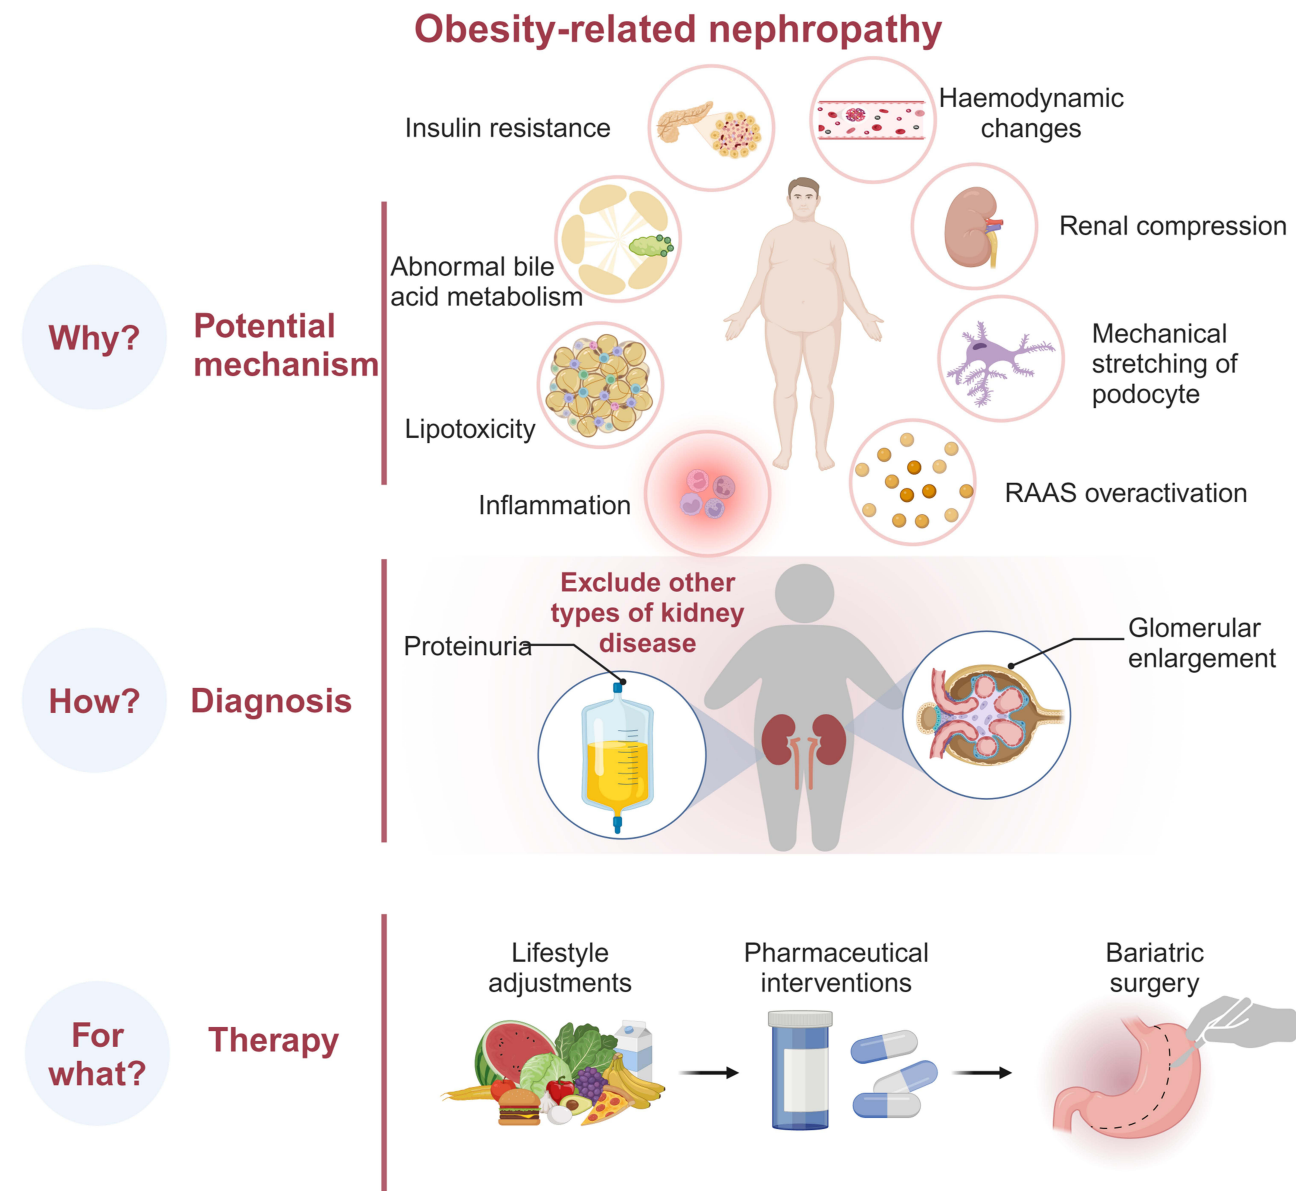 Obesity-related nephropathy
Insulin resistance
Haemodynamic
changes
Renal compression
Abnormal bile
acid metabolism
Why?
Potential
mechanism
Mechanical
stretching of
podocyte
Lipotoxicity
Inflammation
RAAS overactivation
Exclude other
types of kidney
disease
Proteinuria
Glomerular
enlargement
How?
Diagnosis
Lifestyle
adjustments
Pharmaceutical
interventions
Bariatric
surgery
For
what?
Therapy